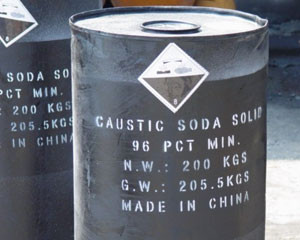 SODA SO
PCT MIN.
: 200 KGS
: 205.5KGS
IN CHINA
CAUSTIC SODA SOLID
96 PCT MIN.
N.W.: 200 KGS
G.W.: 205.5KGS
MADE IN CHINA